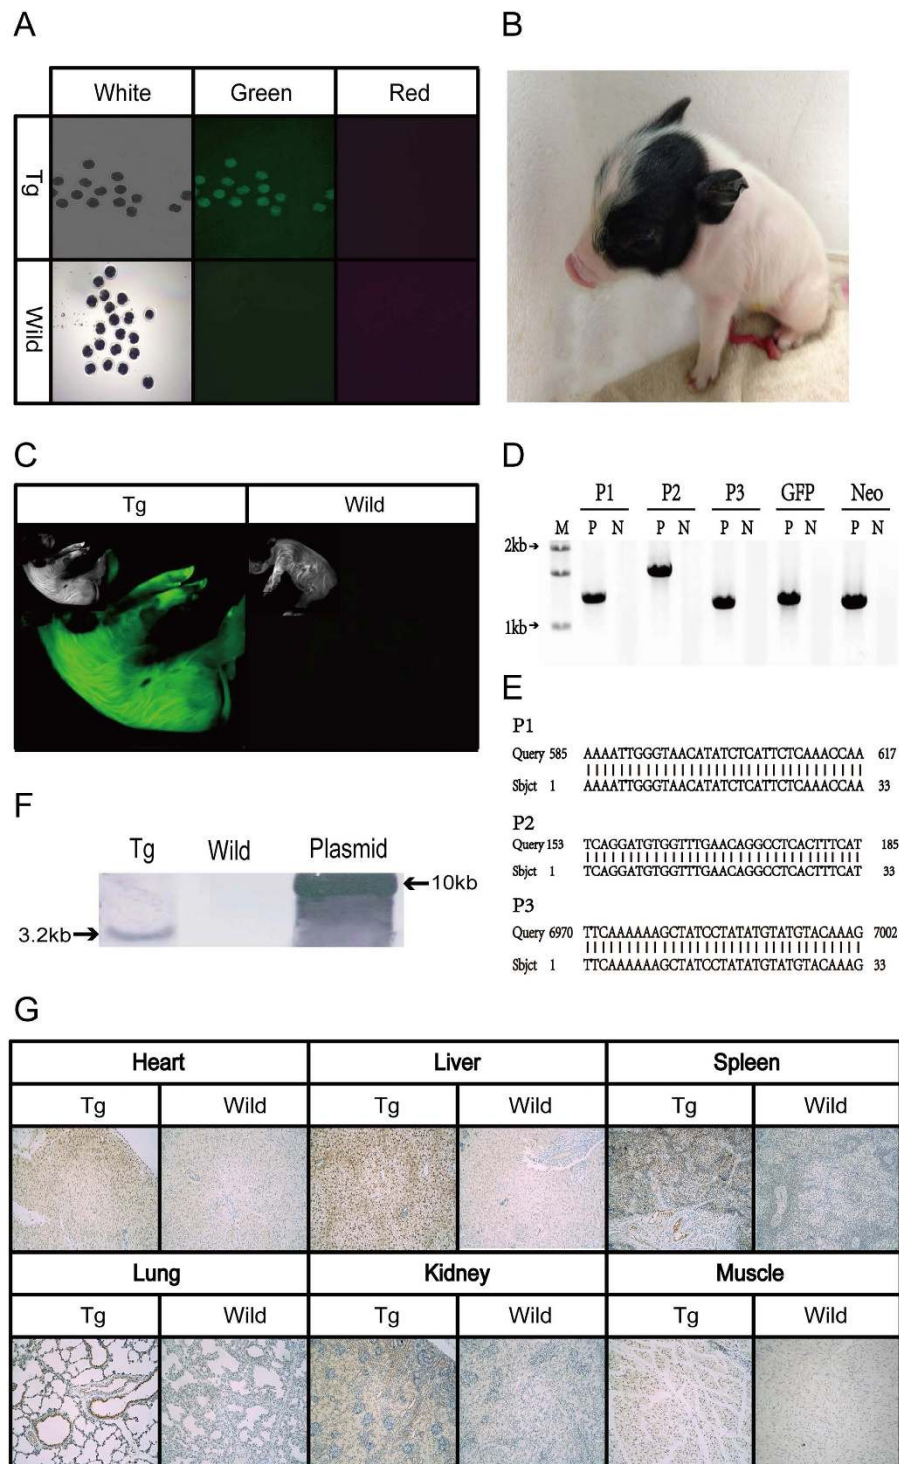 A
White Green Red
Tg
Wild
B
C
Tg Wild
D
P1 P2 P3 GFP Neo
M P N P N P N P N P N
2kb
1kb
E
P1
Query 585 AAAATTGGGTAACATATCTCATTCTCAAACCAA 617
Sbjct 1 AAAATTGGGTAACATATCTCATTCTCAAACCAA 33
P2
Query 153 TCAGGATGTGGTTTGAACAGGCCTCACTTTCAT 185
Sbjct 1 TCAGGATGTGGTTTGAACAGGCCTCACTTTCAT 33
P3
Query 6970 TTCAAAAAAGCTATCCTATATGTATGTACAAAG 7002
Sbjct 1 TTCAAAAAAGCTATCCTATATGTATGTACAAAG 33
F
Tg Wild Plasmid
10kb
3.2kb
G
Heart Liver Spleen
Tg Wild Tg Wild Tg Wild
Lung Kidney Muscle
Tg Wild Tg Wild Tg Wild